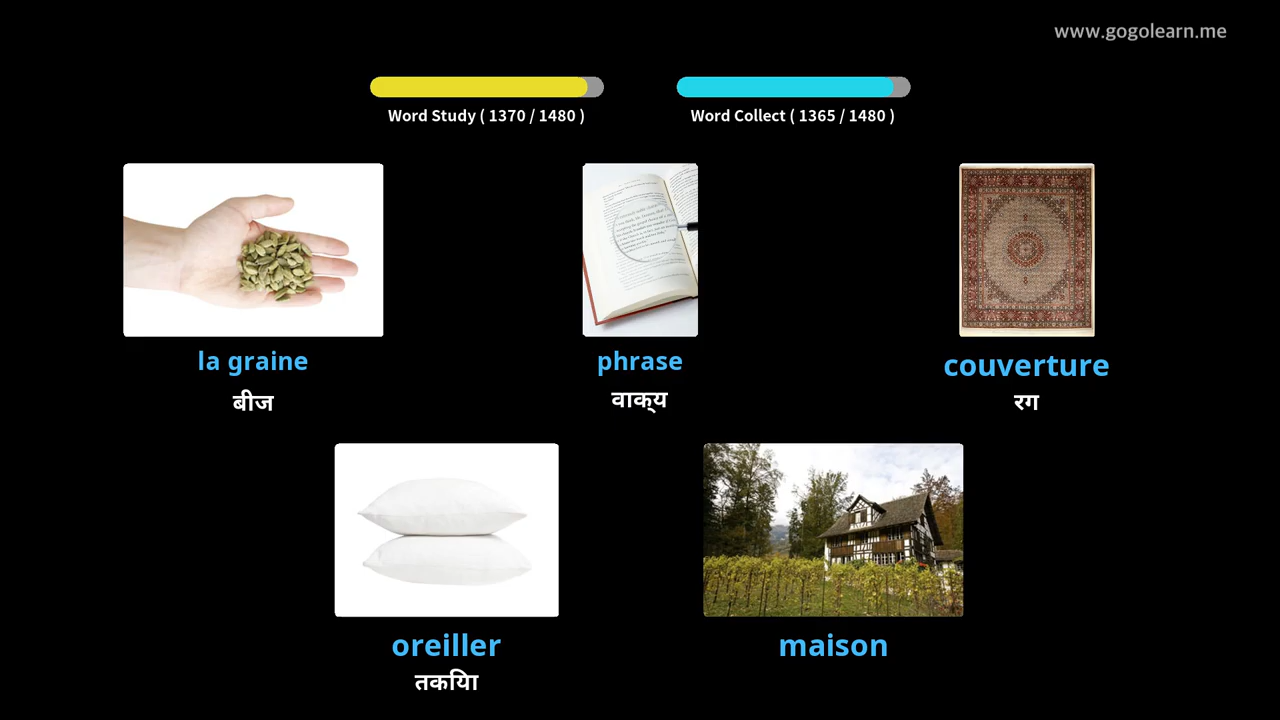 www.gogolearn.me
Word Study ( 1370 / 1480 )
Word Collect ( 1365 / 1480 )
la graine
phrase
couverture
बीज
वाक्य
रग
oreiller
maison
तकिया